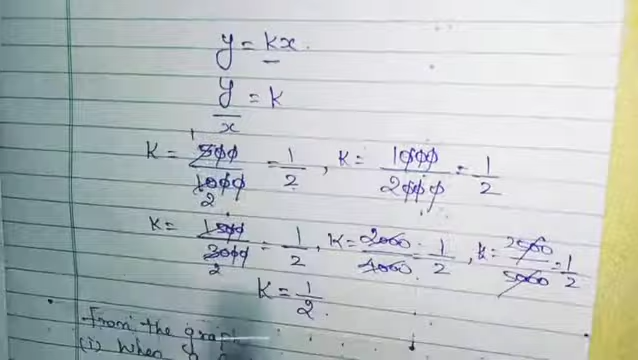 y = kx.
y/x = k
K = 500/1000 = 1/2, K = 1000/2000 = 1/2
K = 1500/3000 = 1/2, K = 2000/4000 = 1/2, K = 2500/5000 = 1/2
K = 1/2.
From the graph
(i) When